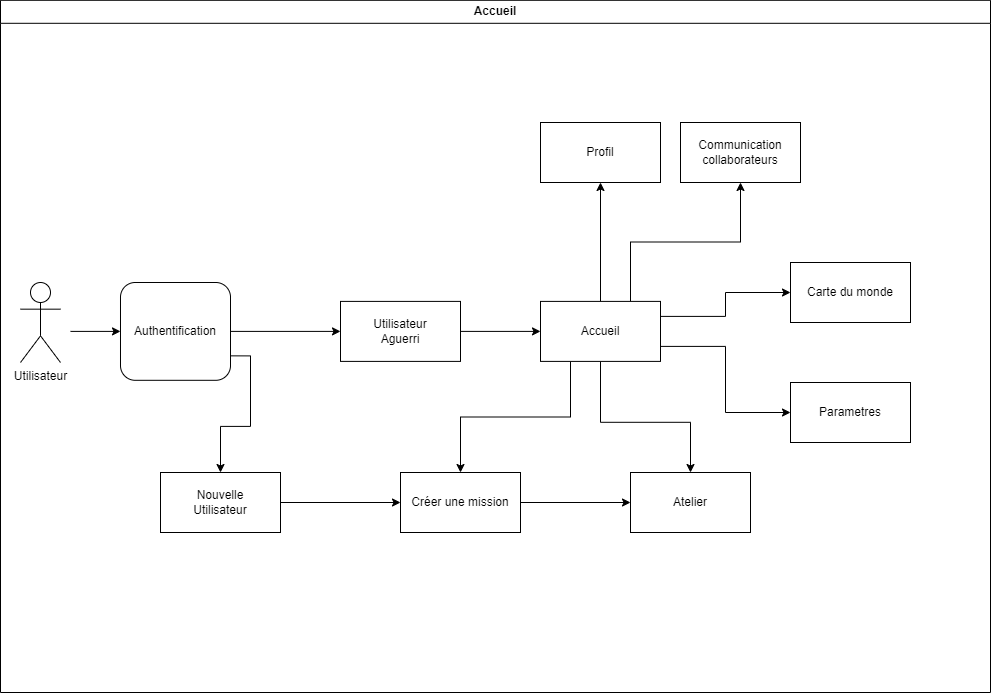 Accueil
Profil
Communication
collaborateurs
Carte du monde
Utilisateur
Authentification
Utilisateur
Aguerri
Accueil
Parametres
Nouvelle
Utilisateur
Créer une mission
Atelier